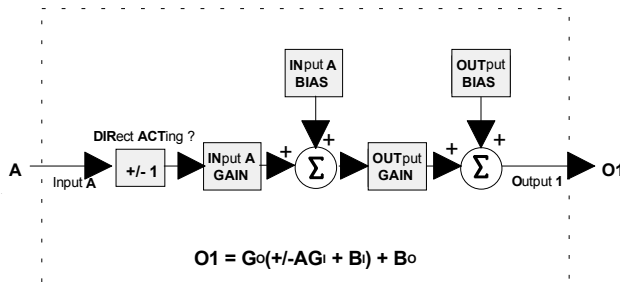 INput A
BIAS
OUTput
BIAS
DIRect ACTing ?
+
+
A
Input A
+/- 1
INput A
GAIN
+
Σ
OUTput
GAIN
+
Σ
Output 1
O1
O1 = GO(+/-AGI + BI) + BO